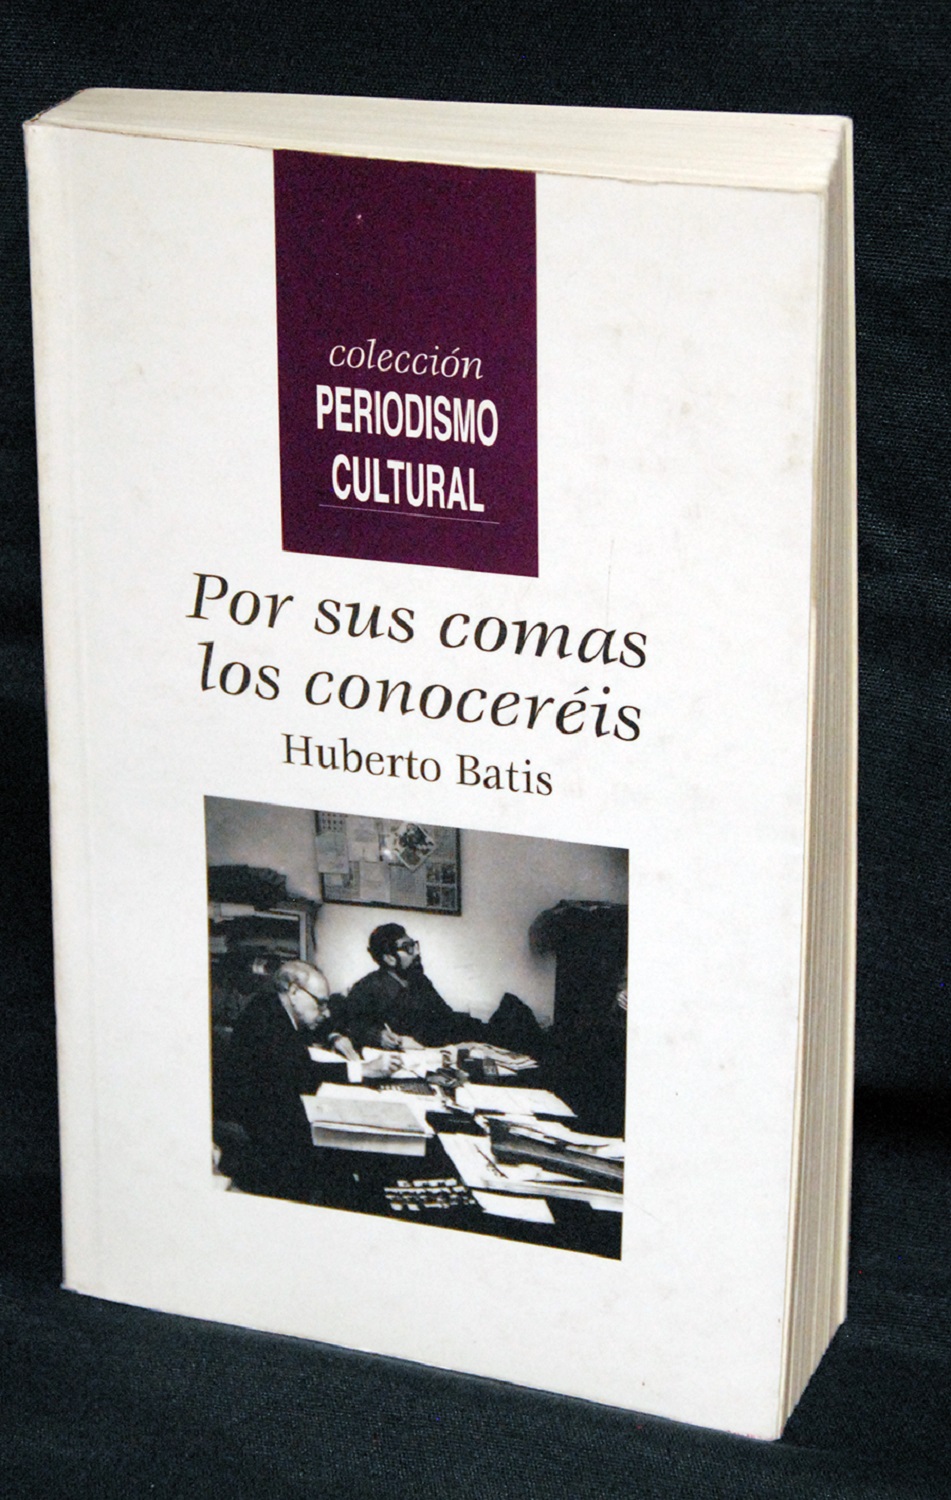 colección
PERIODISMO
CULTURAL
Por sus comas
los conoceréis
Huberto Batis